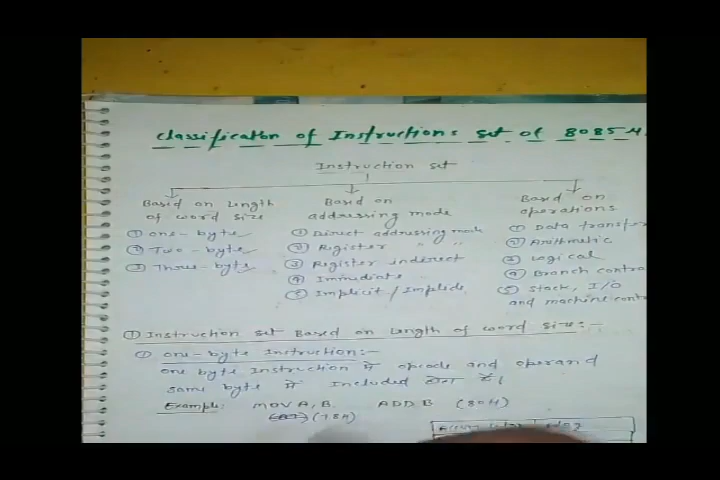 Classification of Instructions set of 8085 M
Instruction set
Based on Length
of word size
① one-byte
② Two-byte
③ Three-byte
Based on
addressing mode
① Direct addressing mode
② Register " "
③ Register indirect
④ Immediate
⑤ Implicit / Implide
Based on
operations
① Data transfer
② Arithmetic
③ Logical
④ Branch contro
⑤ Stack, I/O
and machine contr
① Instruction set Based on Length of word size:-
① one-byte Instruction:-
one byte Instruction में opcode and operand
same byte में Included होता है।
Example: MOV A, B ADD B (80H)
(78H)